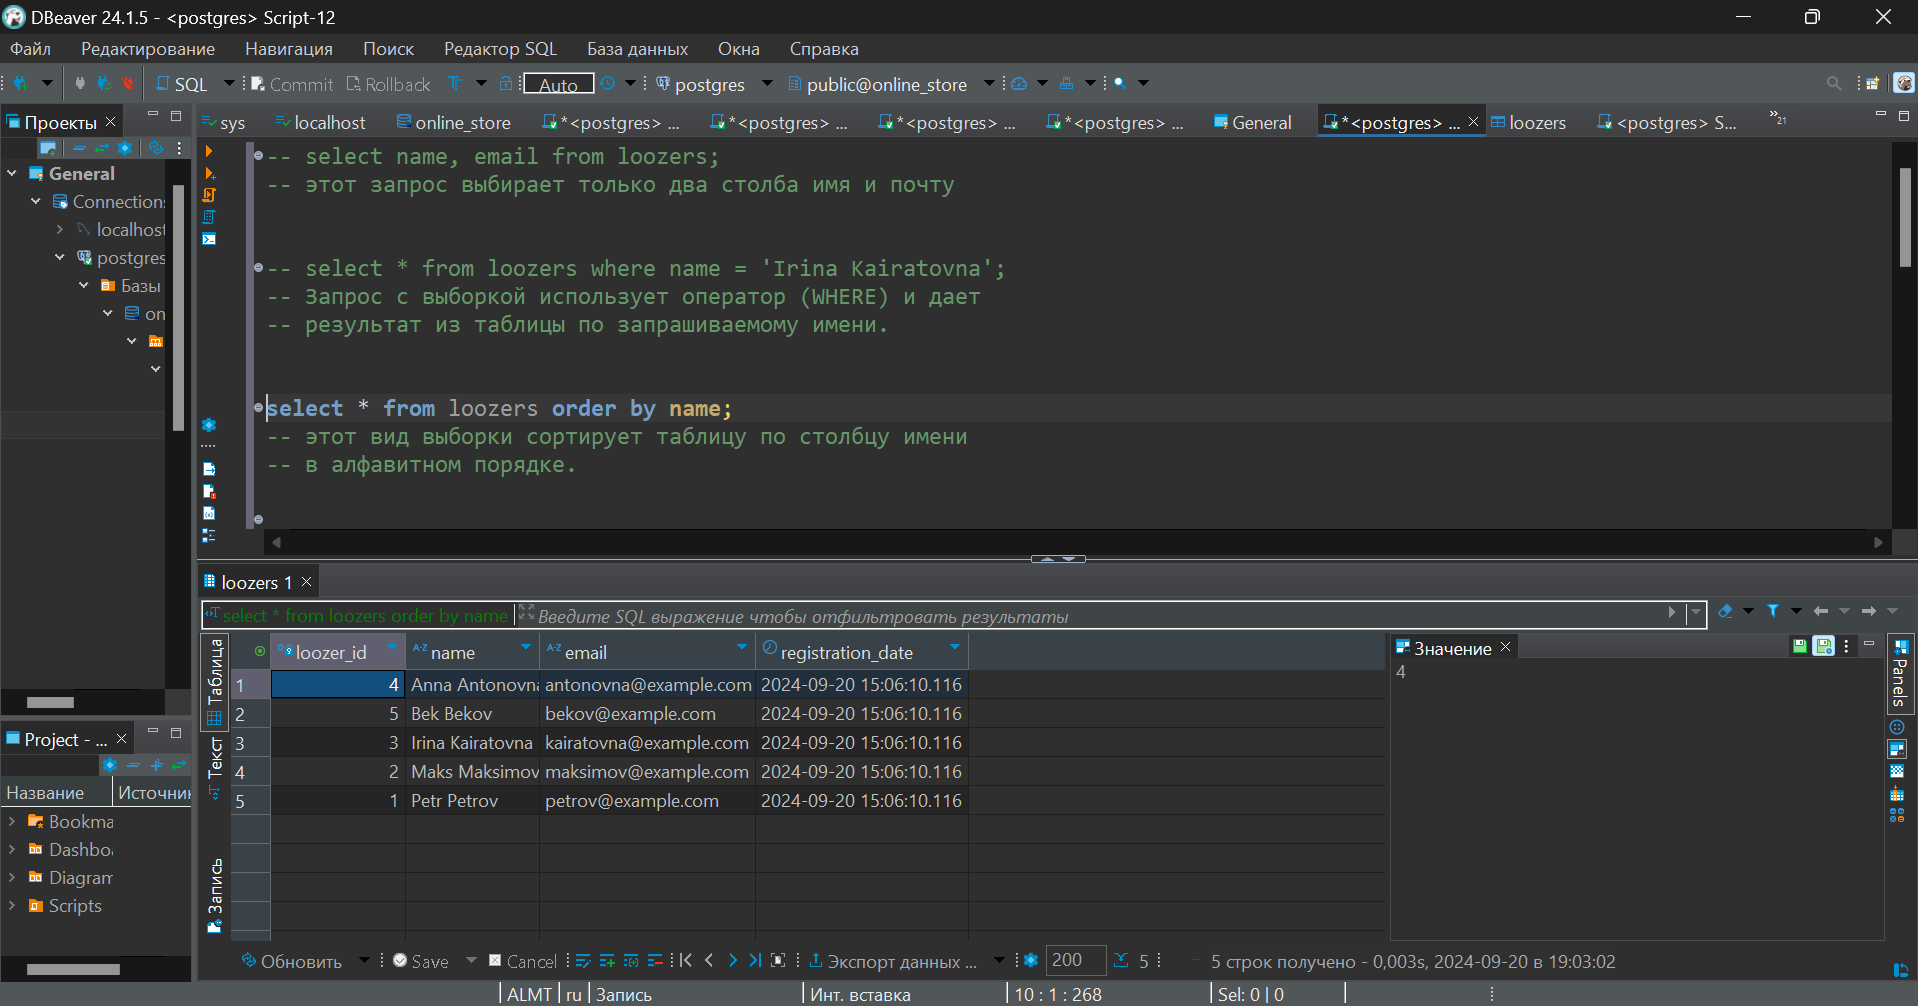 DBeaver 24.1.5 - <postgres> Script-12
Файл Редактирование Навигация Поиск Редактор SQL База данных Окна Справка
SQL Commit Rollback Auto postgres public@online_store
Проекты
sys localhost online_store *<postgres> ... *<postgres> ... *<postgres> ... *<postgres> ... General *<postgres> ... loozers <postgres> S... »21
General
Connection
localhost
postgres
Базы
on
-- select name, email from loozers;
-- этот запрос выбирает только два столба имя и почту
-- select * from loozers where name = 'Irina Kairatovna';
-- Запрос с выборкой использует оператор (WHERE) и дает
-- результат из таблицы по запрашиваемому имени.
select * from loozers order by name;
-- этот вид выборки сортирует таблицу по столбцу имени
-- в алфавитном порядке.
Project - ...
Название Источник
Bookma
Dashbo
Diagram
Scripts
loozers 1
select * from loozers order by name Введите SQL выражение чтобы отфильтровать результаты
Таблица
Текст
Запись
loozer_id name email registration_date
1 4 Anna Antonovna antonovna@example.com 2024-09-20 15:06:10.116
2 5 Bek Bekov bekov@example.com 2024-09-20 15:06:10.116
3 3 Irina Kairatovna kairatovna@example.com 2024-09-20 15:06:10.116
4 2 Maks Maksimov maksimov@example.com 2024-09-20 15:06:10.116
5 1 Petr Petrov petrov@example.com 2024-09-20 15:06:10.116
Значение
4
Panels
Обновить Save Cancel Экспорт данных ... 200 5 5 строк получено - 0,003s, 2024-09-20 в 19:03:02
ALMT ru Запись Инт. вставка 10 : 1 : 268 Sel: 0 | 0